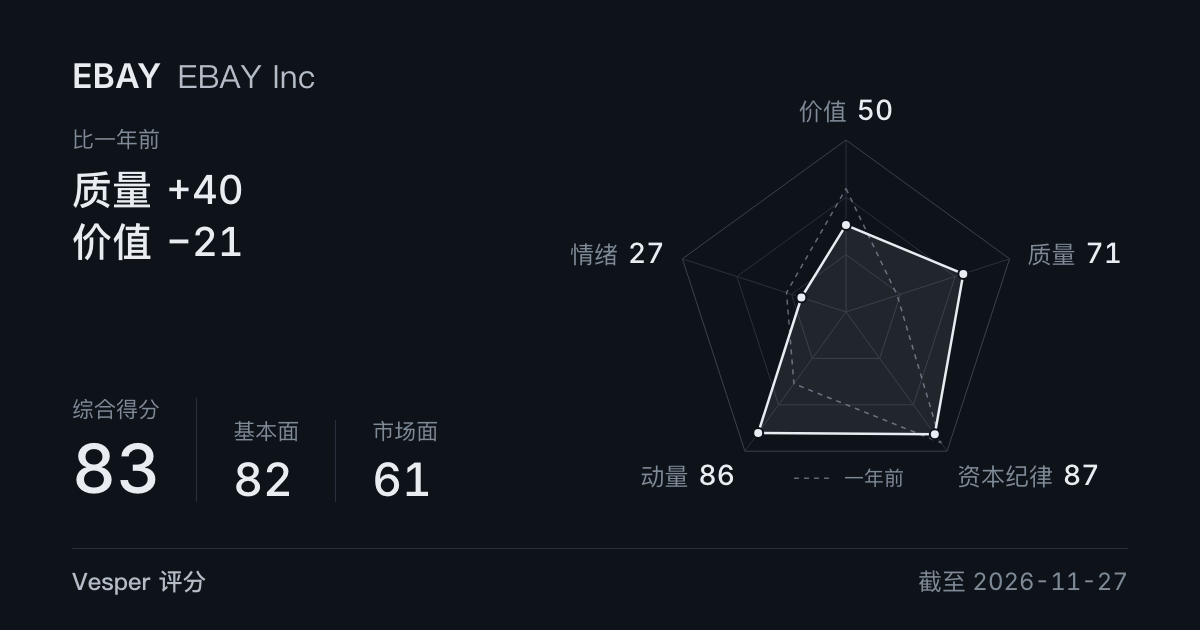 EBAY EBAY Inc
比一年前
质量 +40
价值 −21
价值 50
情绪 27
质量 71
动量 86
一年前
资本纪律 87
综合得分
83
基本面
82
市场面
61
Vesper 评分
截至 2026-11-27